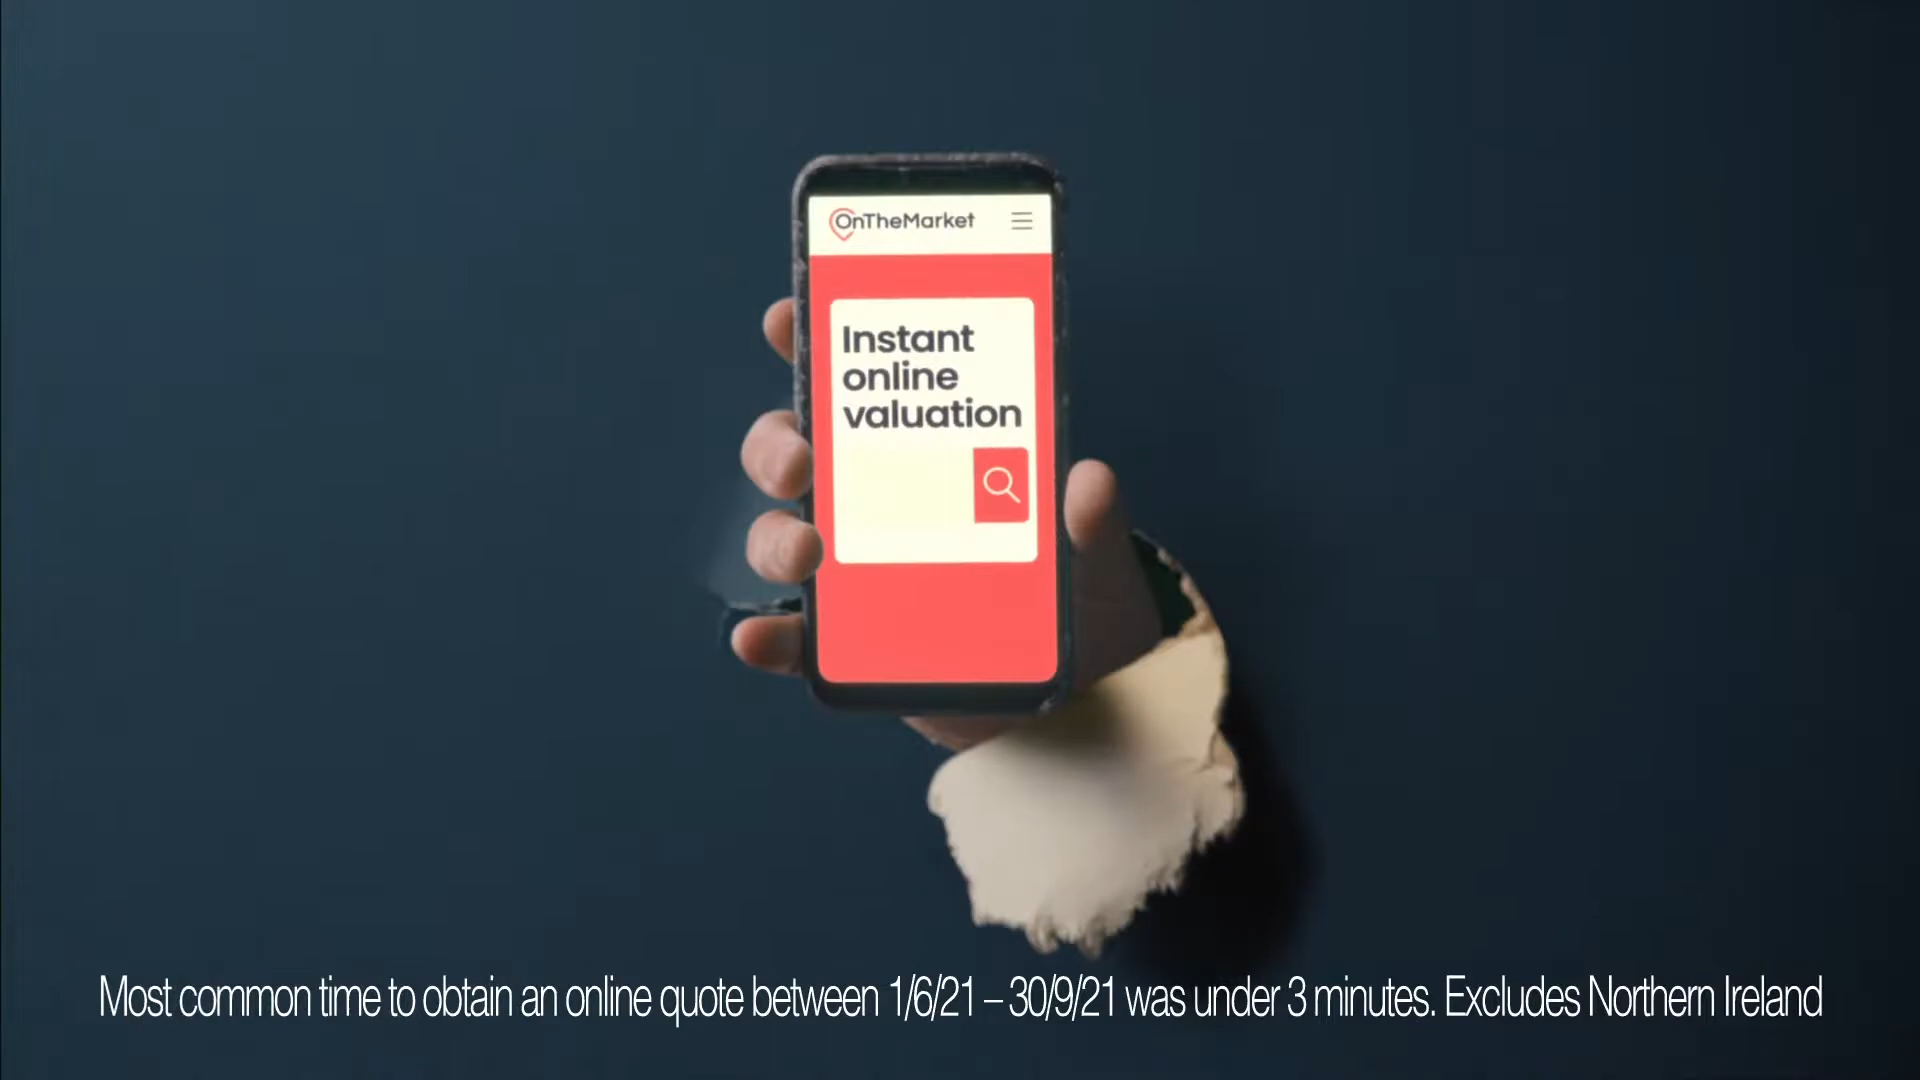 OnTheMarket
Instant
online
valuation
Most common time to obtain an online quote between 1/6/21 – 30/9/21 was under 3 minutes. Excludes Northern Ireland